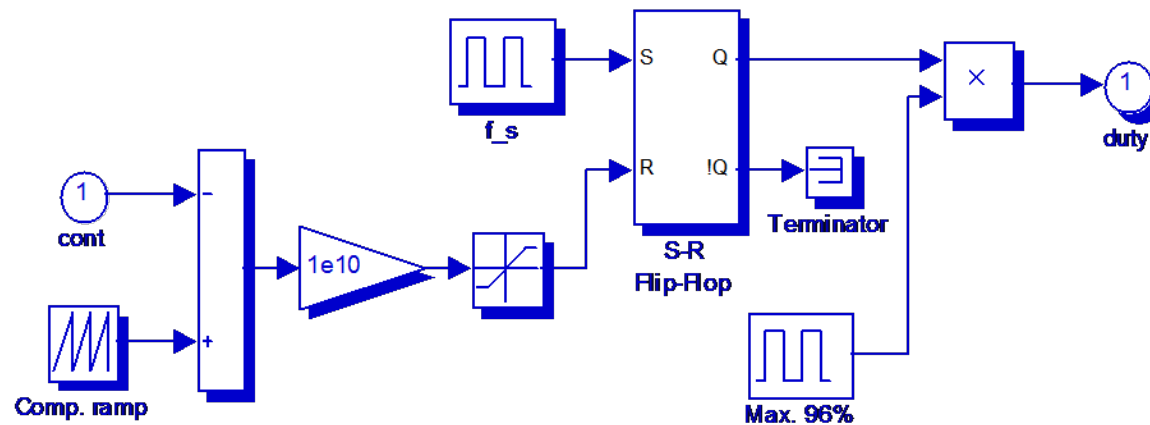 f_s
S
Q
R
!Q
S-R
Flip-Flop
Terminator
×
1
duty
1
cont
−
+
1e10
Comp. ramp
Max. 96%